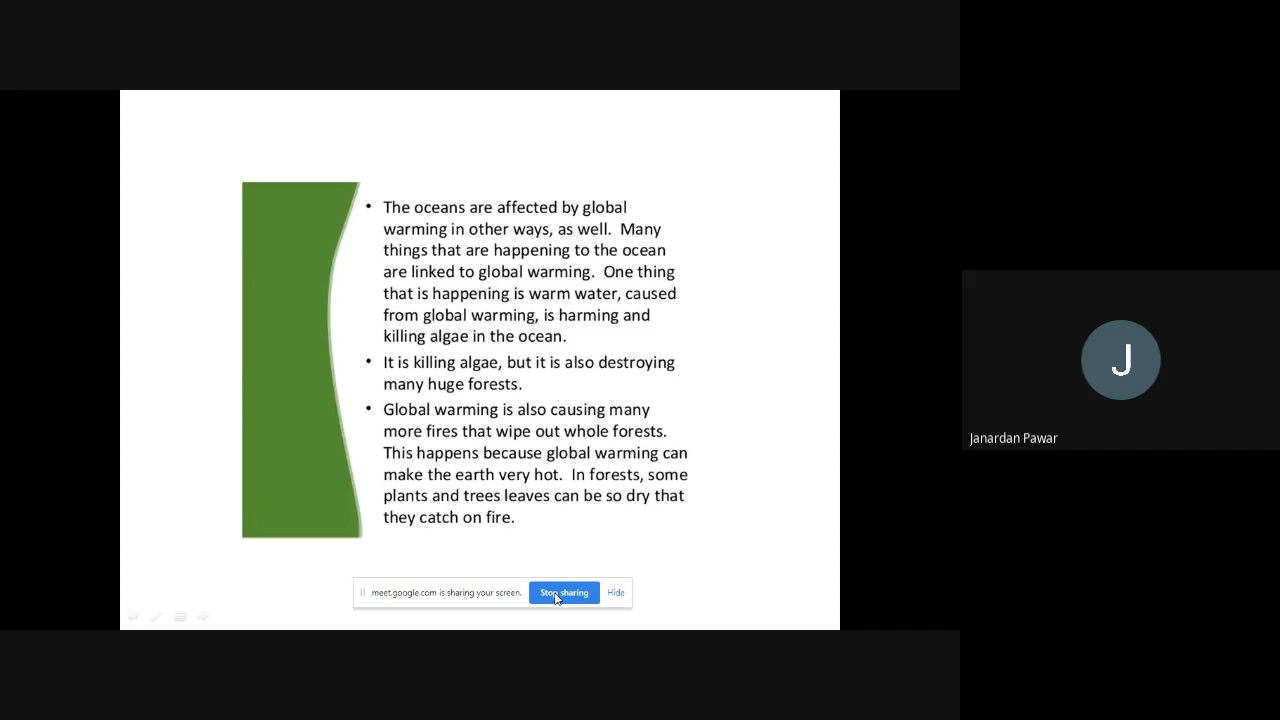 • The oceans are affected by global
warming in other ways, as well.  Many
things that are happening to the ocean
are linked to global warming.  One thing
that is happening is warm water, caused
from global warming, is harming and
killing algae in the ocean.
• It is killing algae, but it is also destroying
many huge forests.
• Global warming is also causing many
more fires that wipe out whole forests.
This happens because global warming can
make the earth very hot.  In forests, some
plants and trees leaves can be so dry that
they catch on fire.
meet.google.com is sharing your screen. Stop sharing Hide
J
Janardan Pawar